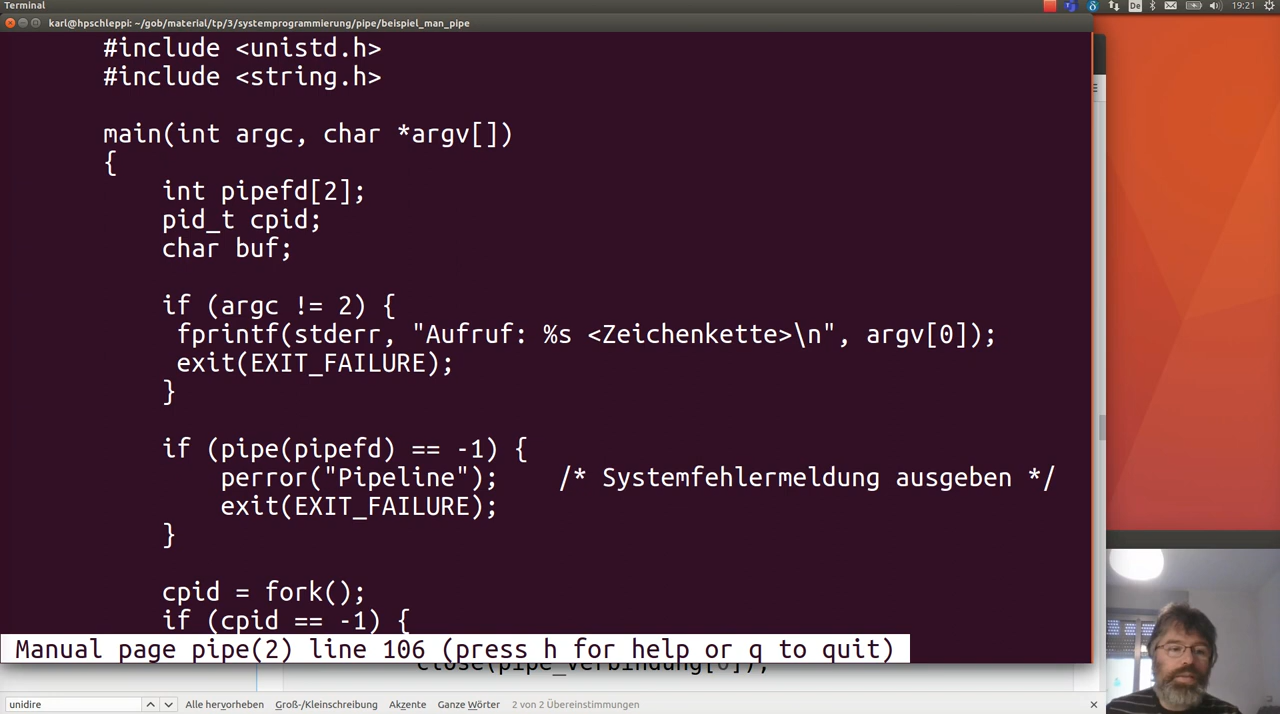 Terminal
De
19:21
karl@hpschleppi: ~/gob/material/tp/3/systemprogrammierung/pipe/beispiel_man_pipe
#include <unistd.h>
#include <string.h>
main(int argc, char *argv[])
{
int pipefd[2];
pid_t cpid;
char buf;
if (argc != 2) {
fprintf(stderr, "Aufruf: %s <Zeichenkette>\n", argv[0]);
exit(EXIT_FAILURE);
}
if (pipe(pipefd) == -1) {
perror("Pipeline"); /* Systemfehlermeldung ausgeben */
exit(EXIT_FAILURE);
}
cpid = fork();
if (cpid == -1) {
Manual page pipe(2) line 106 (press h for help or q to quit)
close(pipe_verbindung[0]);
unidire
Alle hervorheben Groß-/Kleinschreibung Akzente Ganze Wörter 2 von 2 Übereinstimmungen